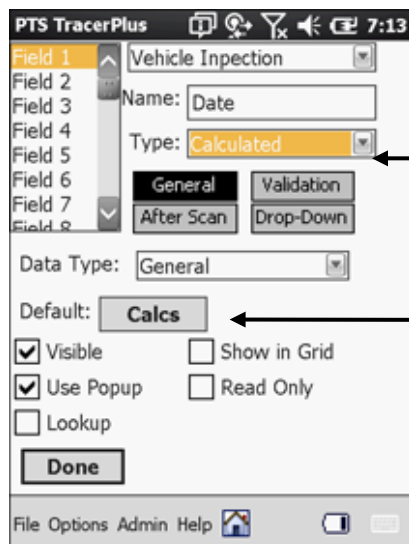 PTS TracerPlus 7:13
Field 1 Vehicle Inpection
Field 2
Field 3 Name: Date
Field 4
Field 5 Type: Calculated
Field 6 General Validation
Field 7 After Scan Drop-Down
Field 8
Data Type: General
Default: Calcs
Visible Show in Grid
Use Popup Read Only
Lookup
Done
File Options Admin Help